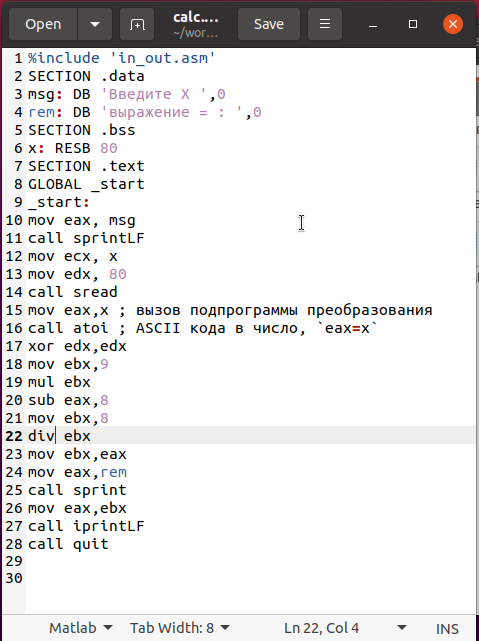 Open
calc....
~/wor...
Save
1 %include 'in_out.asm'
2 SECTION .data
3 msg: DB 'Введите X ',0
4 rem: DB 'выражение = : ',0
5 SECTION .bss
6 x: RESB 80
7 SECTION .text
8 GLOBAL _start
9 _start:
10 mov eax, msg
11 call sprintLF
12 mov ecx, x
13 mov edx, 80
14 call sread
15 mov eax,x ; вызов подпрограммы преобразования
16 call atoi ; ASCII кода в число, `eax=x`
17 xor edx,edx
18 mov ebx,9
19 mul ebx
20 sub eax,8
21 mov ebx,8
22 div ebx
23 mov ebx,eax
24 mov eax,rem
25 call sprint
26 mov eax,ebx
27 call iprintLF
28 call quit
29
30
Matlab Tab Width: 8 Ln 22, Col 4 INS